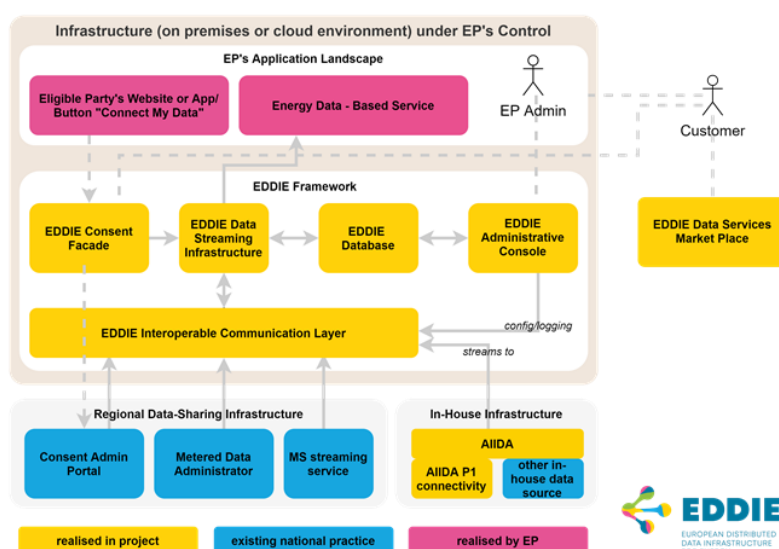 Infrastructure (on premises or cloud environment) under EP's Control
EP's Application Landscape
Eligible Party's Website or App/
Button "Connect My Data"
Energy Data - Based Service
EP Admin
Customer
EDDIE Framework
EDDIE Consent
Facade
EDDIE Data
Streaming
Infrastructure
EDDIE
Database
EDDIE
Administrative
Console
EDDIE Data Services
Market Place
EDDIE Interoperable Communication Layer
config/logging
streams to
Regional Data-Sharing Infrastructure
In-House Infrastructure
Consent Admin
Portal
Metered Data
Administrator
MS streaming
service
AIIDA
AIIDA P1
connectivity
other in-
house data
source
EDDIE
EUROPEAN DISTRIBUTED
DATA INFRASTRUCTURE
realised in project
existing national practice
realised by EP